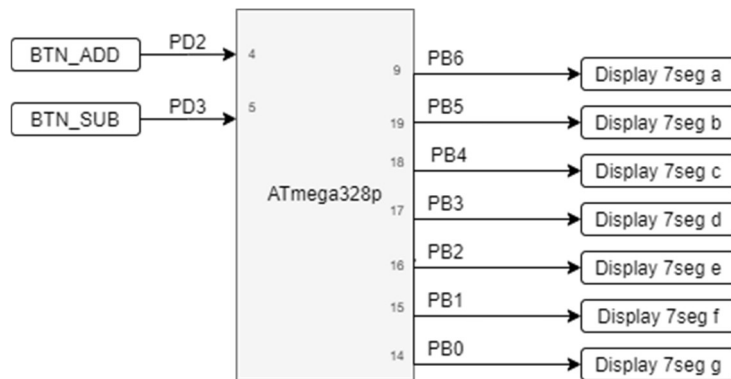 BTN_ADD
PD2
4
BTN_SUB
PD3
5
ATmega328p
9
PB6
Display 7seg a
19
PB5
Display 7seg b
18
PB4
Display 7seg c
17
PB3
Display 7seg d
16
PB2
Display 7seg e
15
PB1
Display 7seg f
14
PB0
Display 7seg g